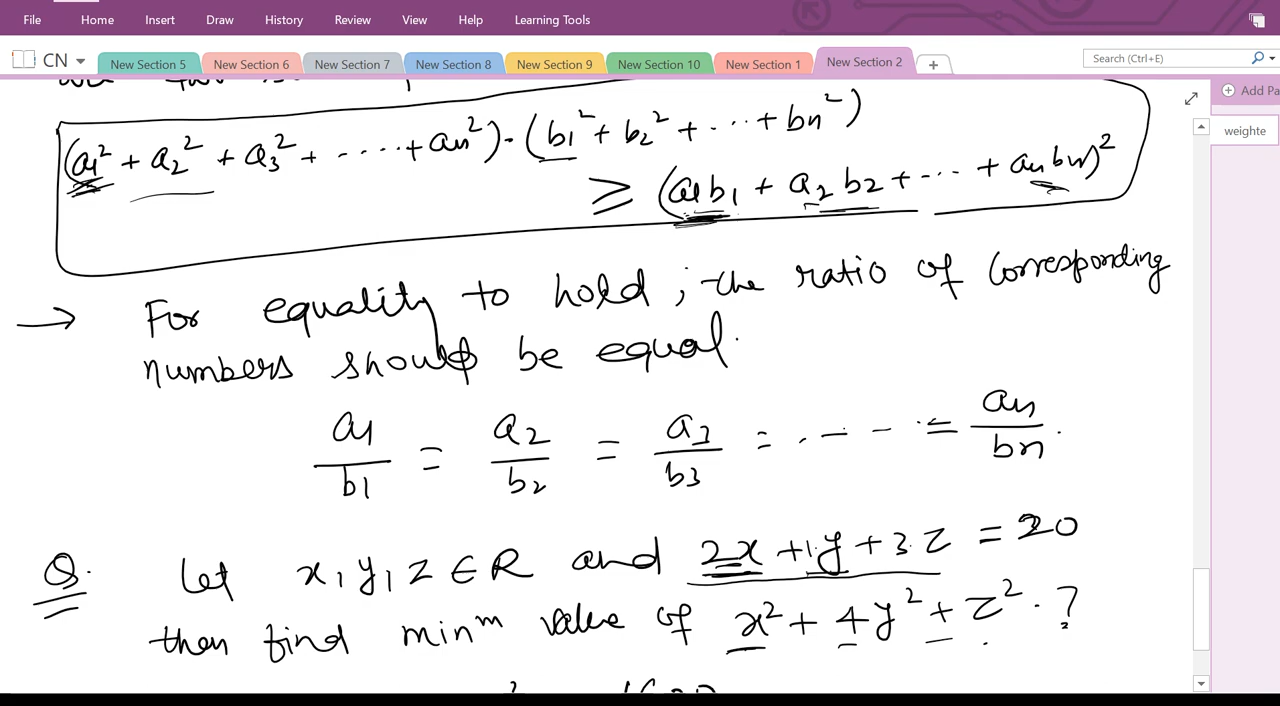 File Home Insert Draw History Review View Help Learning Tools
CN New Section 5 New Section 6 New Section 7 New Section 8 New Section 9 New Section 10 New Section 1 New Section 2 + Search (Ctrl+E)
Add Pa
weighte
(a1² + a2² + a3² + ..... + an²) . (b1² + b2² + . ... + bn²)
≥ (a1b1 + a2b2 + ... + an bn)²
→ For equality to hold ; the ratio of corresponding
numbers should be equal.
a1/b1 = a2/b2 = a3/b3 = . - - - = an/bn .
Q. Let x, y, z ∈ R and 2x + 1.y + 3.z = 20
then find minᵐ value of x² + 4y² + z² . ?